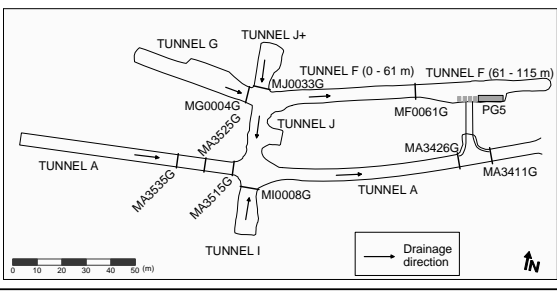 TUNNEL J+
TUNNEL G
TUNNEL F (0 - 61 m)
TUNNEL F (61 - 115 m)
MJ0033G
MG0004G
MF0061G
PG5
MA3525G
TUNNEL J
MA3426G
MA3411G
TUNNEL A
MA3535G
MA3515G
MI0008G
TUNNEL A
TUNNEL I
0 10 20 30 40 50 (m)
Drainage
direction
N